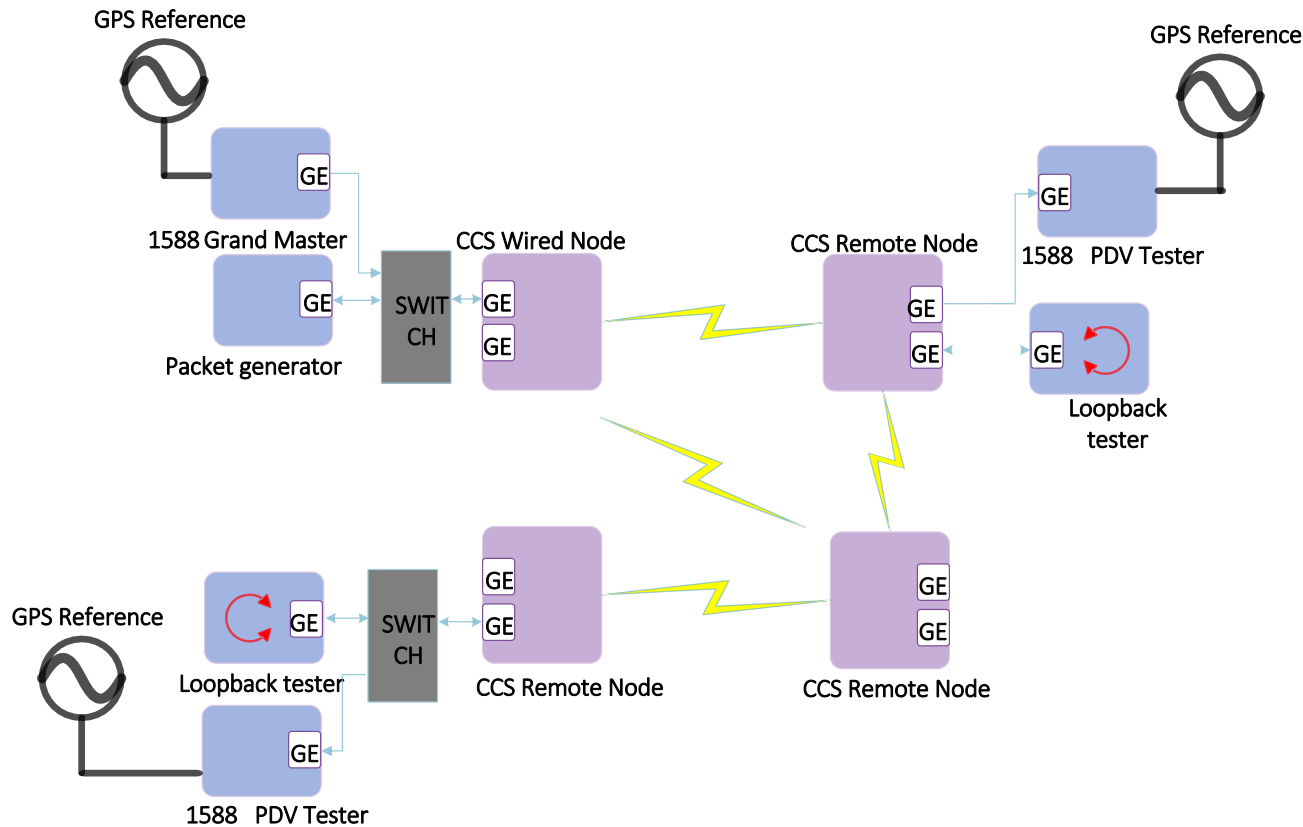 GPS Reference
GPS Reference
GE
1588 Grand Master
GE
1588 PDV Tester
CCS Wired Node
CCS Remote Node
GE
Packet generator
SWIT
CH
GE
GE
GE
GE
GE
Loopback
tester
GPS Reference
GE
Loopback tester
SWIT
CH
GE
GE
CCS Remote Node
GE
GE
CCS Remote Node
GE
1588 PDV Tester